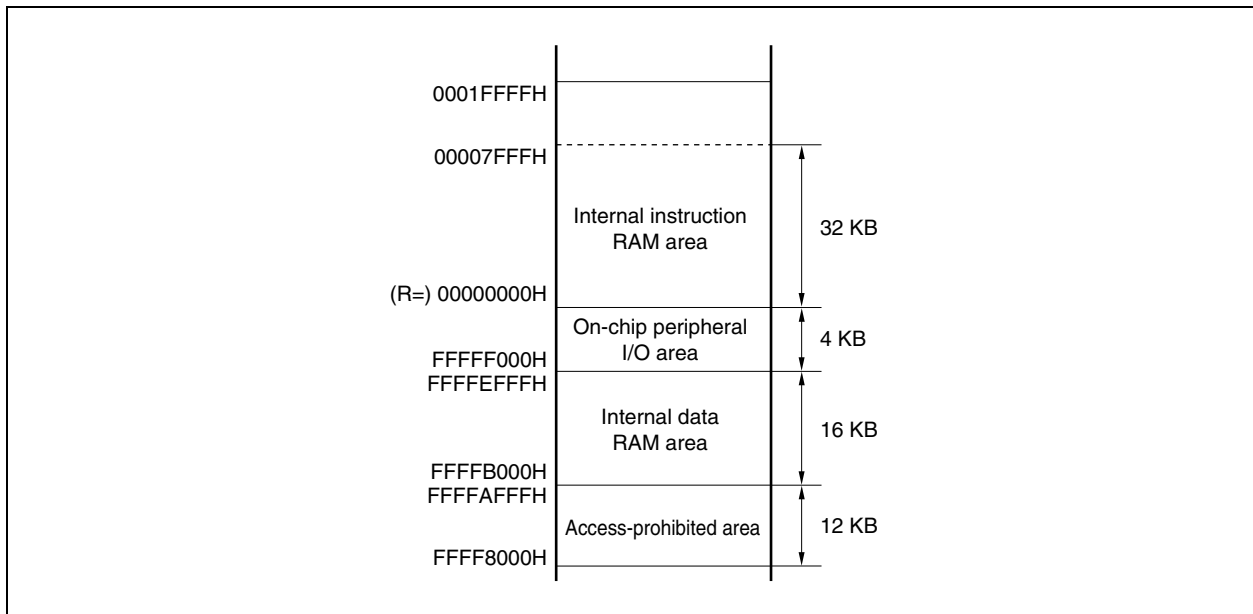 0001FFFFH
00007FFFH
Internal instruction
RAM area
32 KB
(R=) 00000000H
On-chip peripheral
I/O area
4 KB
FFFFF000H
FFFFEFFFH
Internal data
RAM area
16 KB
FFFFB000H
FFFFAFFFH
Access-prohibited area
12 KB
FFFF8000H